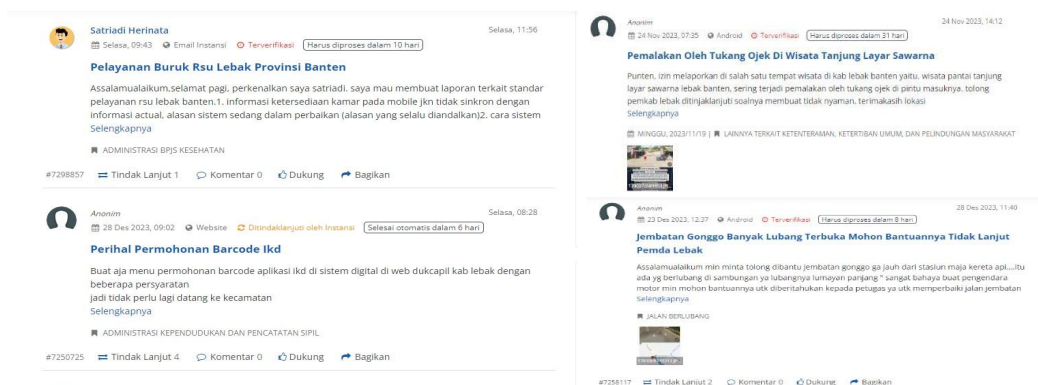 Satriadi Herinata
Selasa, 11:56
Selasa, 09:43 Email Instansi Terverifikasi Harus diproses dalam 10 hari
Pelayanan Buruk Rsu Lebak Provinsi Banten
Assalamualaikum,selamat pagi, perkenalkan saya satriadi. saya mau membuat laporan terkait standar
pelayanan rsu lebak banten.1. informasi ketersediaan kamar pada mobile jkn tidak sinkron dengan
informasi actual, alasan sistem sedang dalam perbaikan (alasan yang selalu diandalkan)2. cara sistem
Selengkapnya
ADMINISTRASI BPJS KESEHATAN
#7298857 Tindak Lanjut 1 Komentar 0 Dukung Bagikan
Anonim
Selasa, 08:28
28 Des 2023, 09:02 Website Ditindaklanjuti oleh Instansi Selesai otomatis dalam 6 hari
Perihal Permohonan Barcode Ikd
Buat aja menu permohonan barcode aplikasi ikd di sistem digital di web dukcapil kab lebak dengan
beberapa persyaratan
jadi tidak perlu lagi datang ke kecamatan
Selengkapnya
ADMINISTRASI KEPENDUDUKAN DAN PENCATATAN SIPIL
#7250725 Tindak Lanjut 4 Komentar 0 Dukung Bagikan
Anonim
24 Nov 2023, 14:12
24 Nov 2023, 07:35 Android Terverifikasi Harus diproses dalam 31 hari
Pemalakan Oleh Tukang Ojek Di Wisata Tanjung Layar Sawarna
Punten, izin melaporkan di salah satu tempat wisata di kab lebak banten yaitu. wisata pantai tanjung
layar sawarna lebak banten, sering terjadi pemalakan oleh tukang ojek di pintu masuknya. tolong
pemkab lebak ditinjaklanjuti soalnya membuat tidak nyaman. terimakasih lokasi
Selengkapnya
MINGGU, 2023/11/19 | LAINNYA TERKAIT KETENTERAMAN, KETERTIBAN UMUM, DAN PELINDUNGAN MASYARAKAT
Anonim
28 Des 2023, 11:40
23 Des 2023, 12:37 Android Terverifikasi Harus diproses dalam 8 hari
Jembatan Gonggo Banyak Lubang Terbuka Mohon Bantuannya Tidak Lanjut
Pemda Lebak
Assalamualaikum min minta tolong dibantu jembatan gonggo ga jauh dari stasiun maja kereta api....itu
ada yg berlubang di sambungan ya lubangnya lumayan panjang " sangat bahaya buat pengendara
motor min mohon bantuannya utk diberitahukan kepada petugas ya utk memperbaiki jalan jembatan
Selengkapnya
JALAN BERLUBANG
#7258117 Tindak Lanjut 2 Komentar 0 Dukung Bagikan